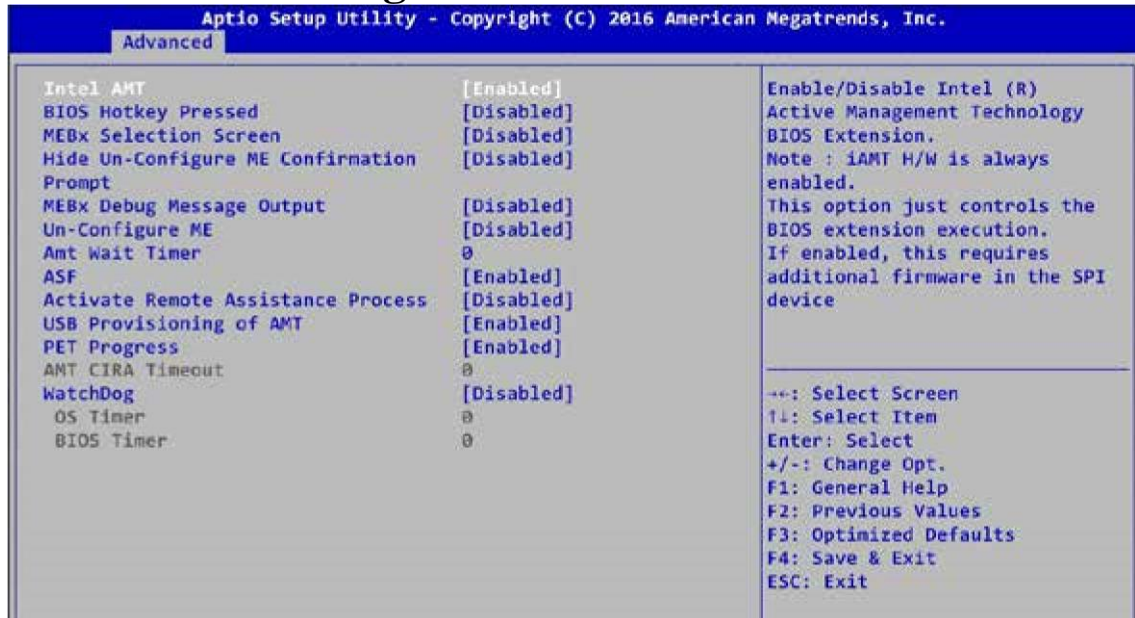 Aptio Setup Utility - Copyright (C) 2016 American Megatrends, Inc.
Advanced
Intel AMT [Enabled]
BIOS Hotkey Pressed [Disabled]
MEBx Selection Screen [Disabled]
Hide Un-Configure ME Confirmation [Disabled]
Prompt
MEBx Debug Message Output [Disabled]
Un-Configure ME [Disabled]
Amt Wait Timer 0
ASF [Enabled]
Activate Remote Assistance Process [Disabled]
USB Provisioning of AMT [Enabled]
PET Progress [Enabled]
AMT CIRA Timeout 0
WatchDog [Disabled]
OS Timer 0
BIOS Timer 0
Enable/Disable Intel (R)
Active Management Technology
BIOS Extension.
Note : iAMT H/W is always
enabled.
This option just controls the
BIOS extension execution.
If enabled, this requires
additional firmware in the SPI
device
→←: Select Screen
↑↓: Select Item
Enter: Select
+/-: Change Opt.
F1: General Help
F2: Previous Values
F3: Optimized Defaults
F4: Save & Exit
ESC: Exit